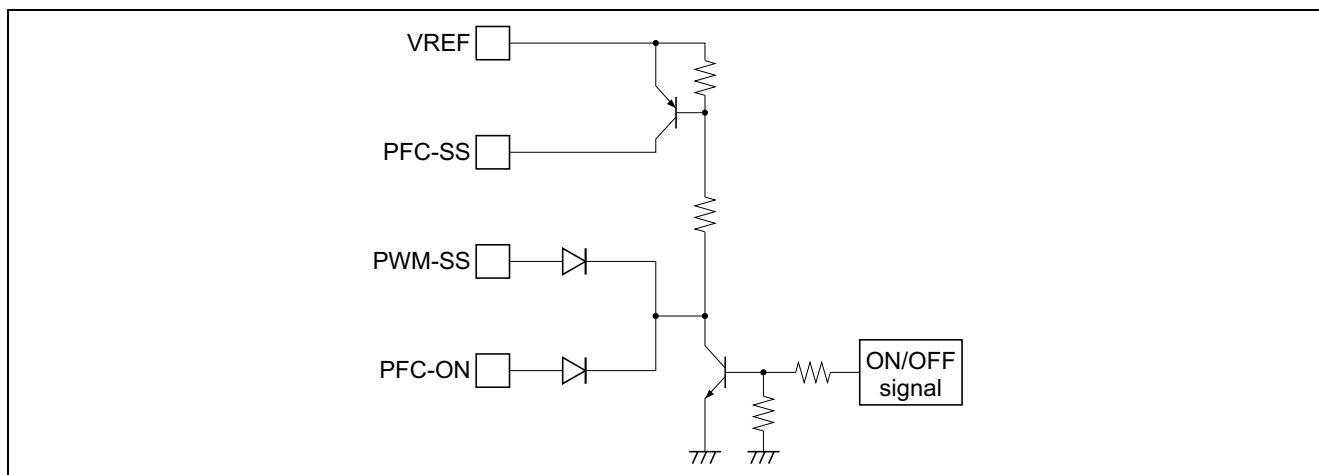 VREF
PFC-SS
PWM-SS
PFC-ON
ON/OFF
signal